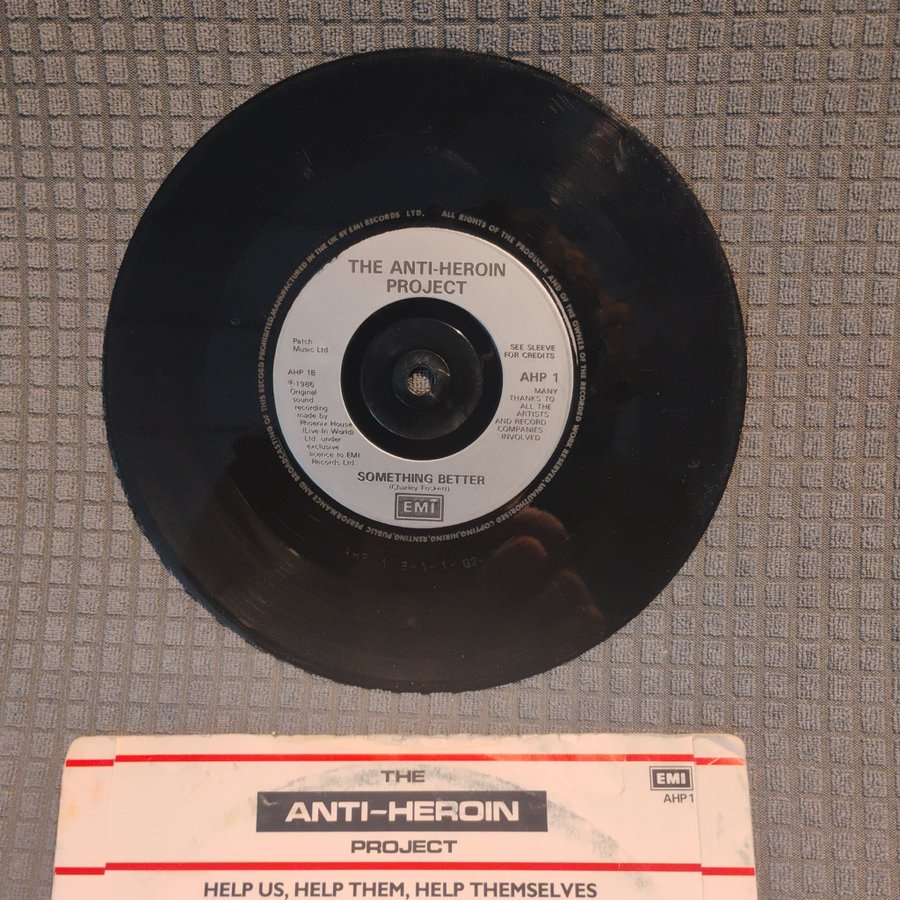 MANUFACTURED IN THE UK BY EMI RECORDS LTD. ALL RIGHTS OF THE PRODUCER AND OF THE OWNER OF THE RECORDED WORK RESERVED. UNAUTHORISED COPYING, HIRING, RENTING, PUBLIC PERFORMANCE AND BROADCASTING OF THIS RECORD PROHIBITED.
THE ANTI-HEROIN
PROJECT
Patch
Music Ltd.
AHP 1B
℗1986
Original
sound
recording
made by
Phoenix House
(Live-In World)
Ltd under
exclusive
licence to EMI
Records Ltd.
SEE SLEEVE
FOR CREDITS
AHP 1
MANY
THANKS TO
ALL THE
ARTISTS
AND RECORD
COMPANIES
INVOLVED
SOMETHING BETTER
(Charley Foskett)
EMI
THE
ANTI-HEROIN
PROJECT
EMI
AHP 1
HELP US, HELP THEM, HELP THEMSELVES